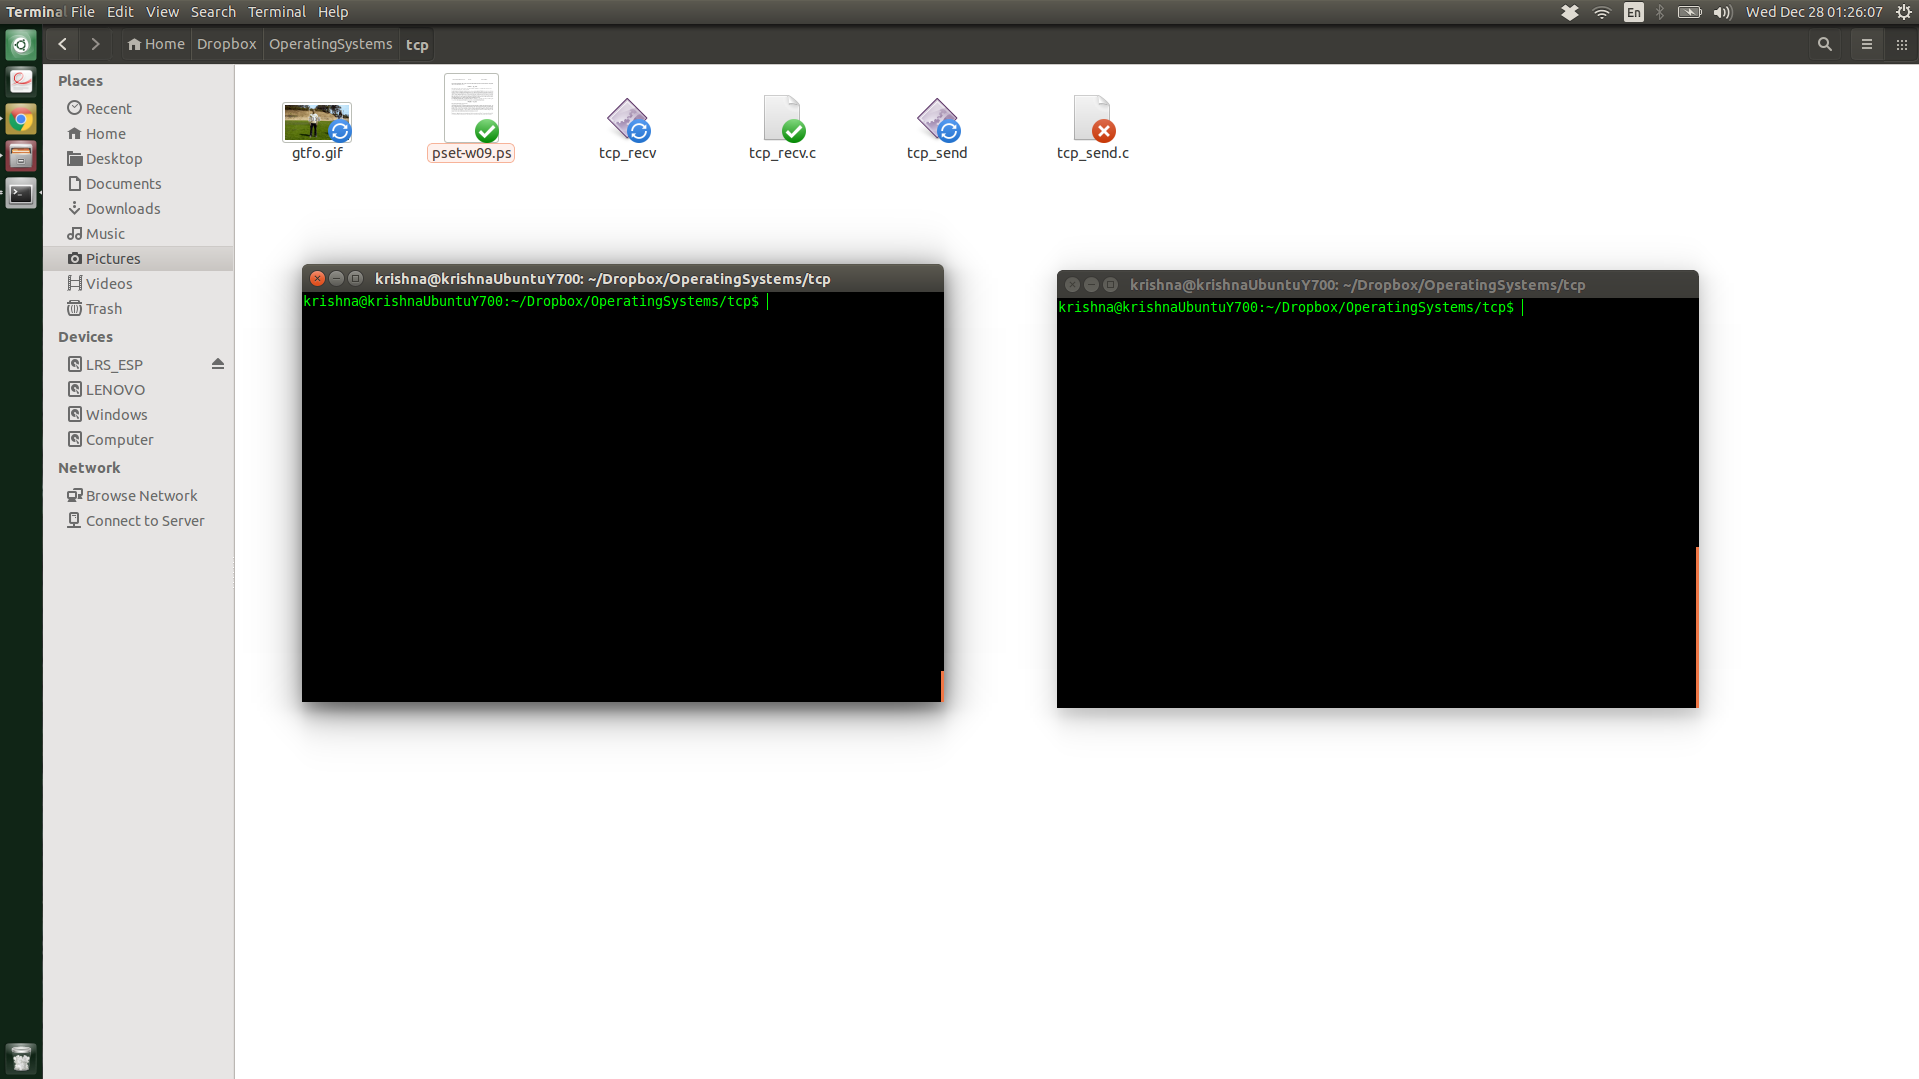 Terminal File Edit View Search Terminal Help
En
Wed Dec 28 01:26:07
Home Dropbox OperatingSystems tcp
Places
Recent
Home
Desktop
Documents
Downloads
Music
Pictures
Videos
Trash
Devices
LRS_ESP
LENOVO
Windows
Computer
Network
Browse Network
Connect to Server
gtfo.gif
pset-w09.ps
tcp_recv
tcp_recv.c
tcp_send
tcp_send.c
krishna@krishnaUbuntuY700: ~/Dropbox/OperatingSystems/tcp
krishna@krishnaUbuntuY700:~/Dropbox/OperatingSystems/tcp$
krishna@krishnaUbuntuY700: ~/Dropbox/OperatingSystems/tcp
krishna@krishnaUbuntuY700:~/Dropbox/OperatingSystems/tcp$